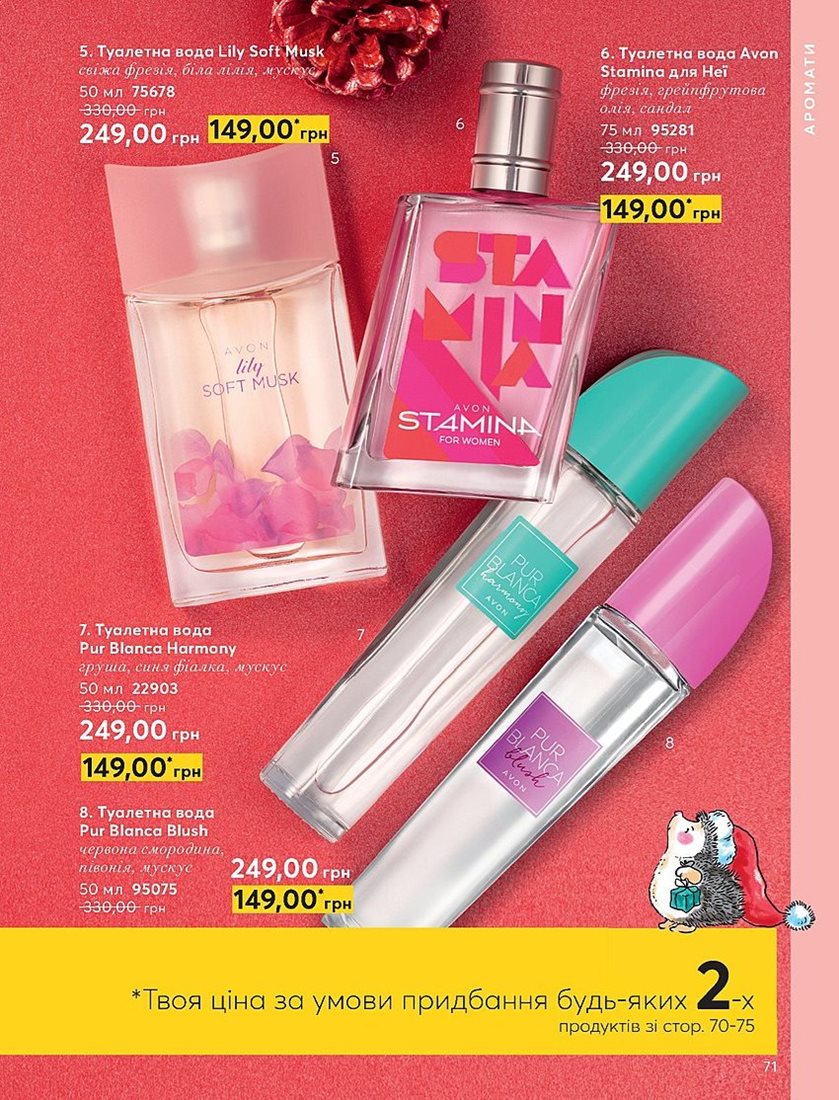 5. Туалетна вода Lily Soft Musk
свіжа фрезія, біла лілія, мускус
50 мл 75678
330,00 грн
249,00 грн 149,00*грн
5
6. Туалетна вода Avon
Stamina для Неї
фрезія, грейпфрутова
олія, сандал
75 мл 95281
330,00 грн
249,00 грн
149,00*грн
6
АРОМАТИ
AVON
lily
SOFT MUSK
STA
MIN
IA
AVON
STAMINA
FOR WOMEN
PUR
BLANCA
harmony
AVON
7. Туалетна вода
Pur Blanca Harmony
груша, синя фіалка, мускус
50 мл 22903
330,00 грн
249,00 грн
149,00*грн
7
PUR
BLANCA
blush
AVON
8
8. Туалетна вода
Pur Blanca Blush
червона смородина,
півонія, мускус
50 мл 95075
330,00 грн
249,00 грн
149,00*грн
*Твоя ціна за умови придбання будь-яких 2-х
продуктів зі стор. 70-75
71